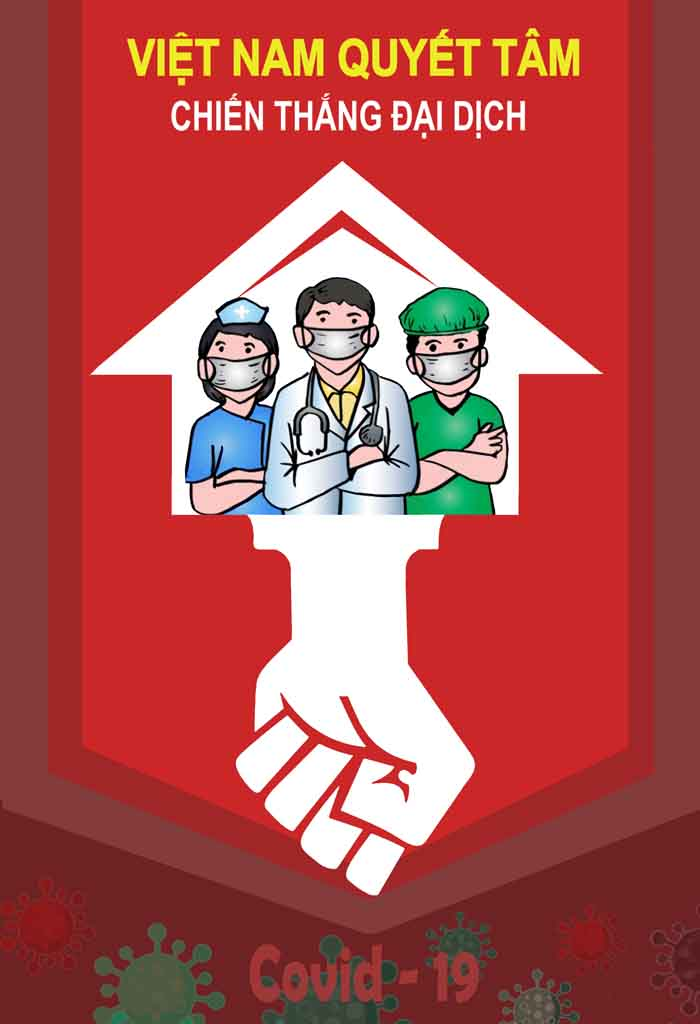 VIỆT NAM QUYẾT TÂM
CHIẾN THẮNG ĐẠI DỊCH
Covid - 19